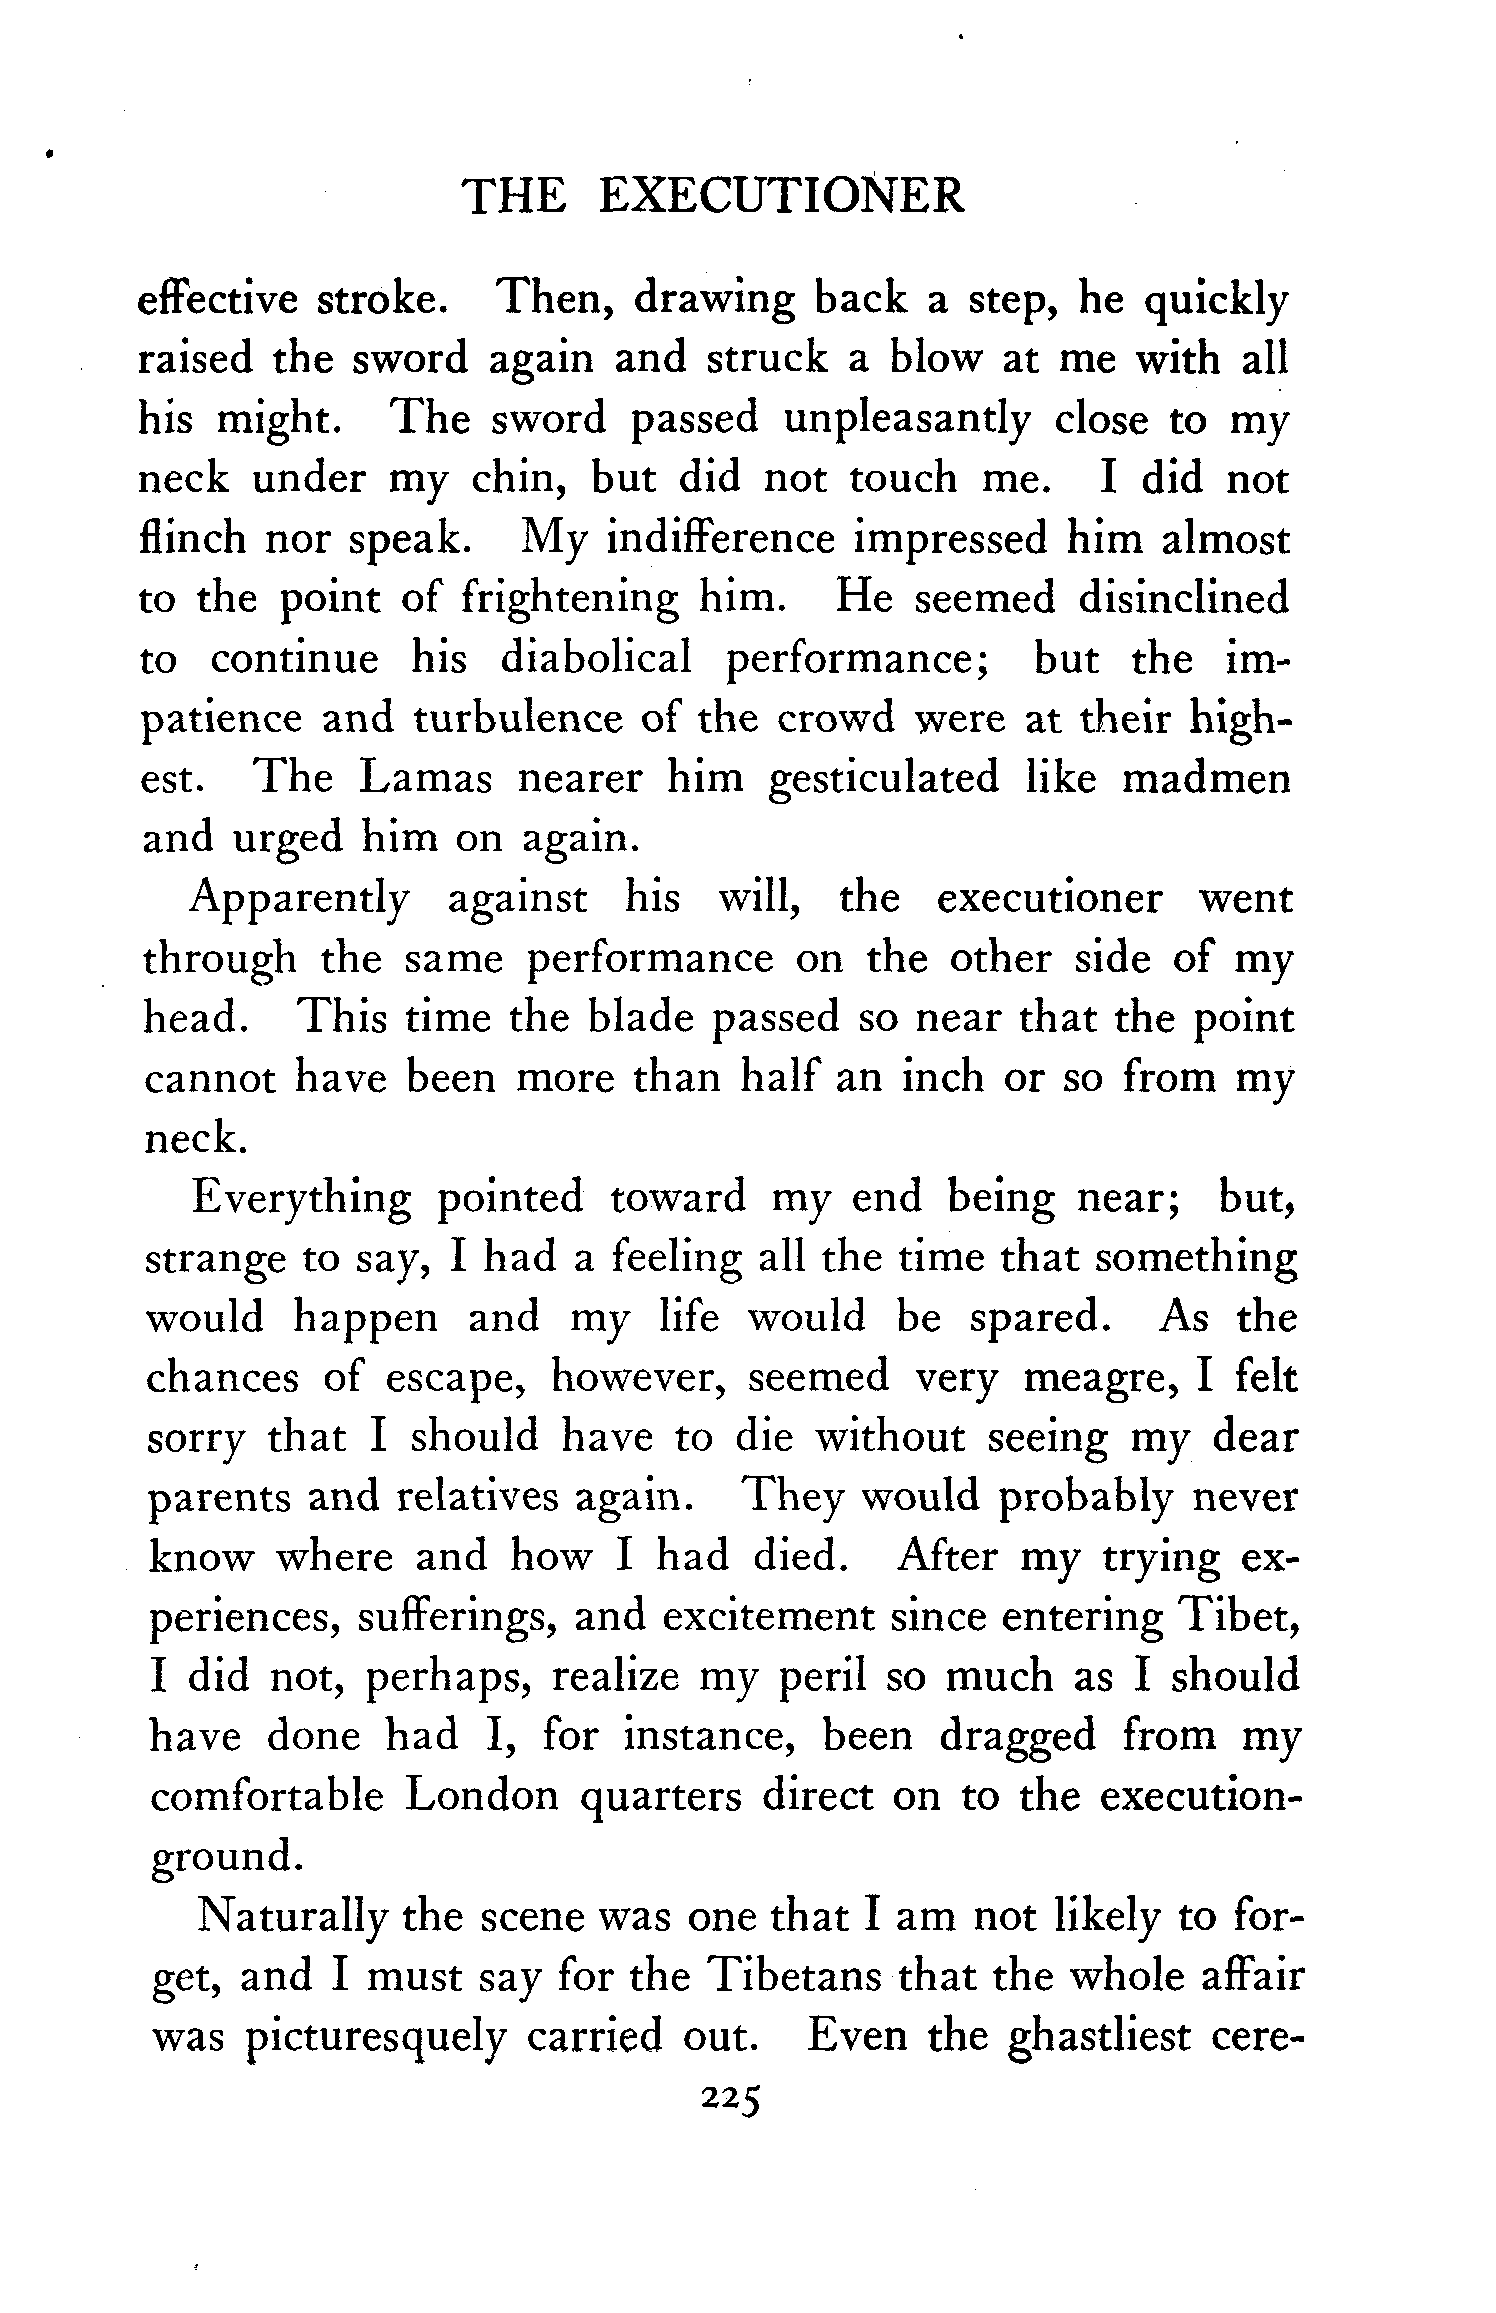 THE EXECUTIONER
effective stroke. Then, drawing back a step, he quickly
raised the sword again and struck a blow at me with all
his might. The sword passed unpleasantly close to my
neck under my chin, but did not touch me. I did not
flinch nor speak. My indifference impressed him almost
to the point of frightening him. He seemed disinclined
to continue his diabolical performance; but the im-
patience and turbulence of the crowd were at their high-
est. The Lamas nearer him gesticulated like madmen
and urged him on again.
Apparently against his will, the executioner went
through the same performance on the other side of my
head. This time the blade passed so near that the point
cannot have been more than half an inch or so from my
neck.
Everything pointed toward my end being near; but,
strange to say, I had a feeling all the time that something
would happen and my life would be spared. As the
chances of escape, however, seemed very meagre, I felt
sorry that I should have to die without seeing my dear
parents and relatives again. They would probably never
know where and how I had died. After my trying ex-
periences, sufferings, and excitement since entering Tibet,
I did not, perhaps, realize my peril so much as I should
have done had I, for instance, been dragged from my
comfortable London quarters direct on to the execution-
ground.
Naturally the scene was one that I am not likely to for-
get, and I must say for the Tibetans that the whole affair
was picturesquely carried out. Even the ghastliest cere-
225